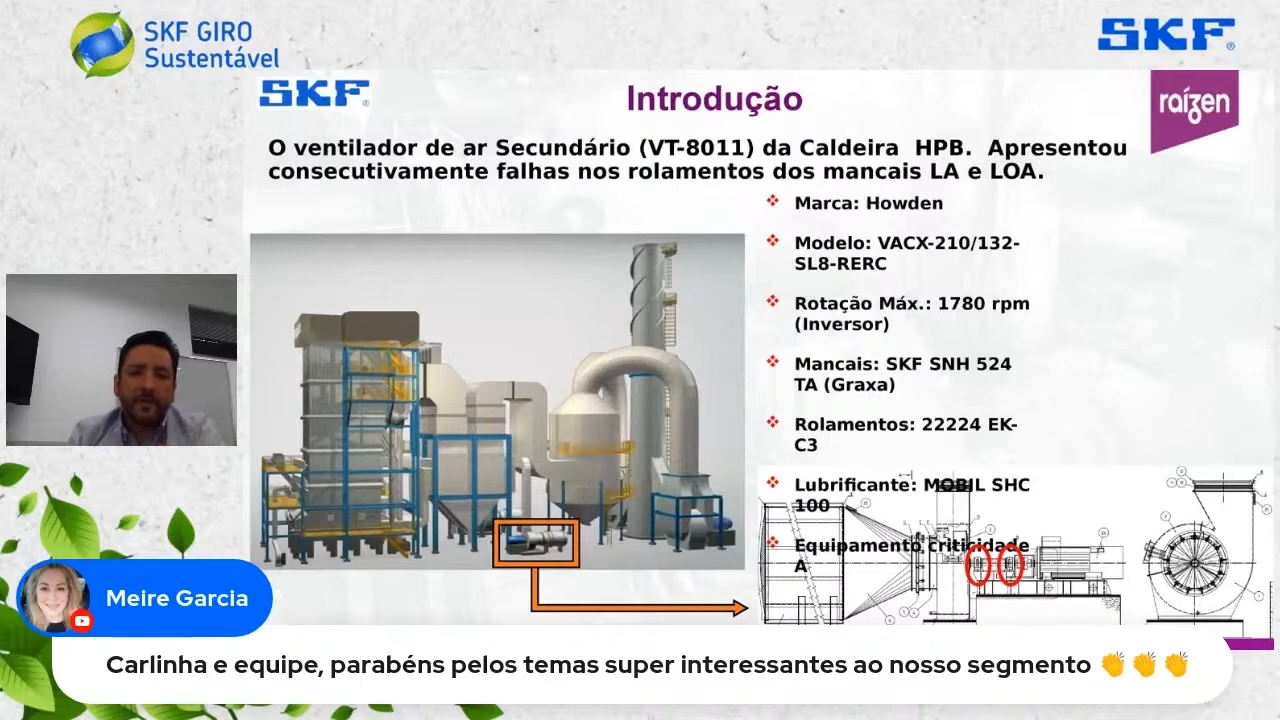 SKF GIRO
Sustentável
SKF®
SKF®
Introdução
raízen
O ventilador de ar Secundário (VT-8011) da Caldeira HPB. Apresentou
consecutivamente falhas nos rolamentos dos mancais LA e LOA.
Marca: Howden
Modelo: VACX-210/132-
SL8-RERC
Rotação Máx.: 1780 rpm
(Inversor)
Mancais: SKF SNH 524
TA (Graxa)
Rolamentos: 22224 EK-
C3
Lubrificante: MOBIL SHC
100
Equipamento criticidade
A
Meire Garcia
Carlinha e equipe, parabéns pelos temas super interessantes ao nosso segmento 👏👏👏